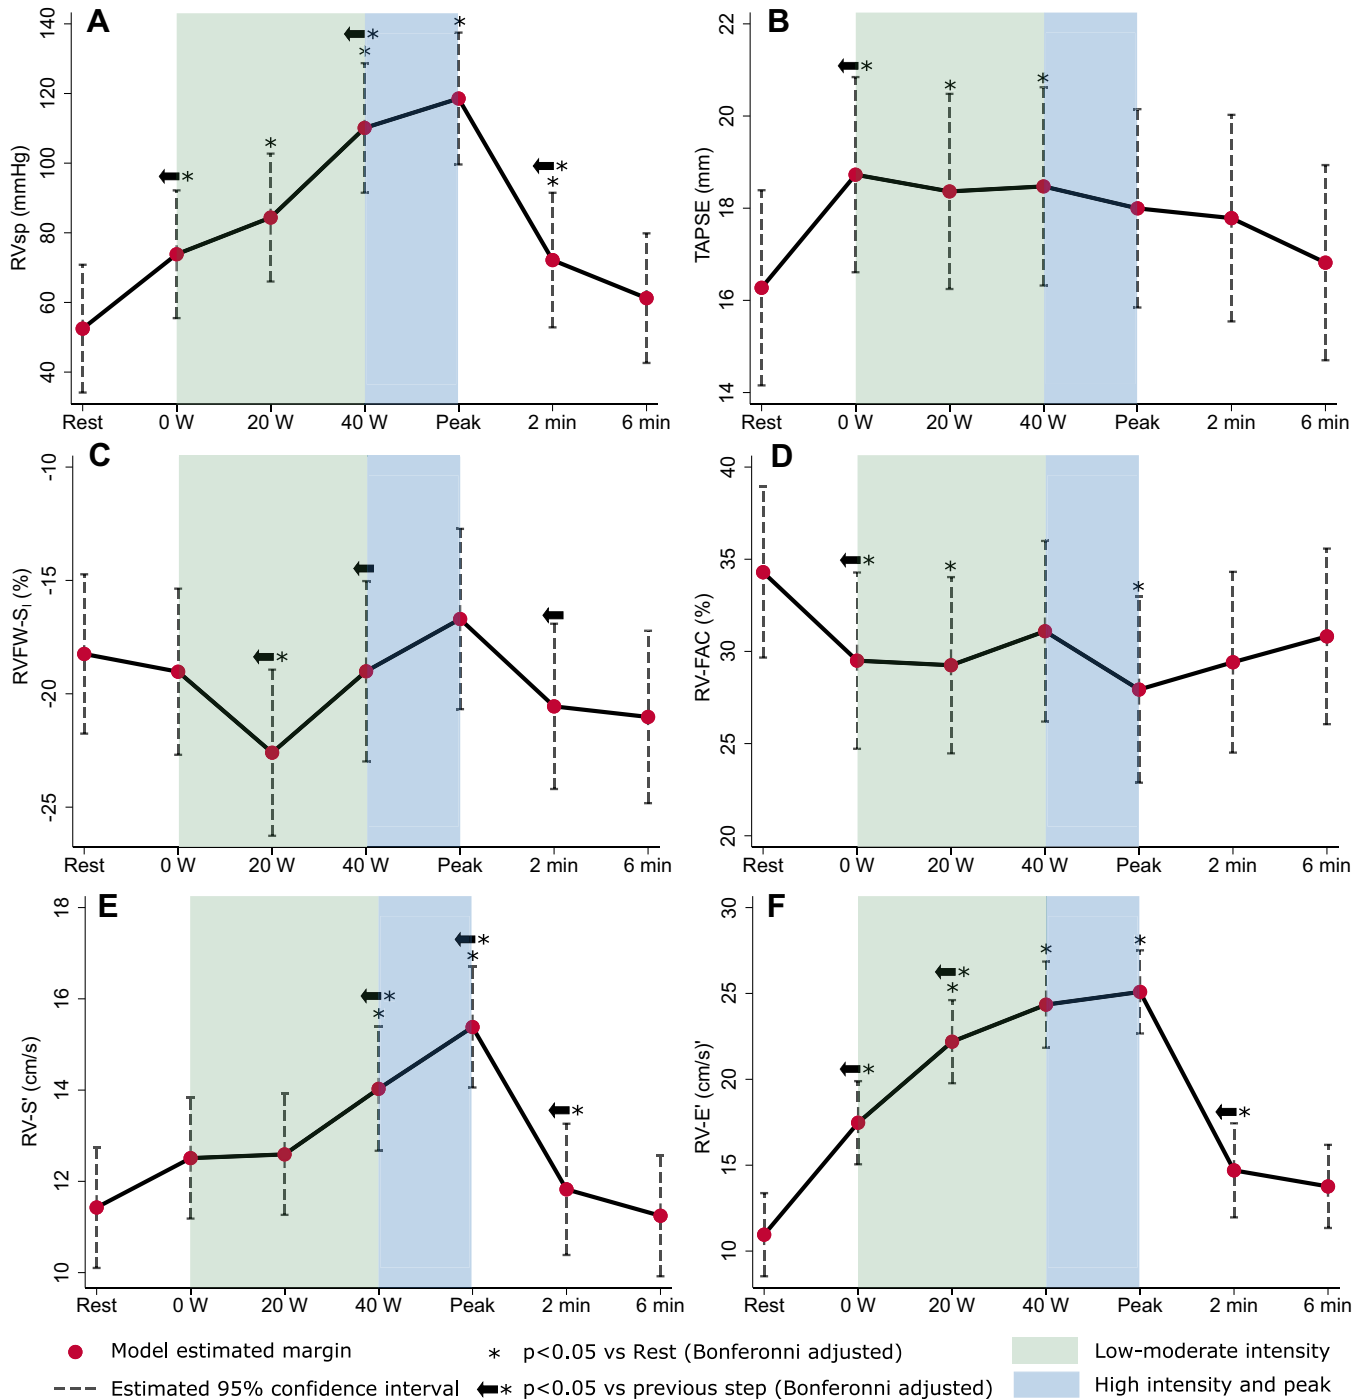 A
RVsp (mmHg)
140
120
100
80
60
40
Rest 0 W 20 W 40 W Peak 2 min 6 min
* * * * * * * *
B
TAPSE (mm)
22
20
18
16
14
Rest 0 W 20 W 40 W Peak 2 min 6 min
* * *
C
RVFW-Sl (%)
-10
-15
-20
-25
Rest 0 W 20 W 40 W Peak 2 min 6 min
*
D
RV-FAC (%)
40
35
30
25
20
Rest 0 W 20 W 40 W Peak 2 min 6 min
* * *
E
RV-S' (cm/s)
18
16
14
12
10
Rest 0 W 20 W 40 W Peak 2 min 6 min
* * * * *
F
RV-E' (cm/s)'
30
25
20
15
10
Rest 0 W 20 W 40 W Peak 2 min 6 min
* * * * * *
Model estimated margin
* p<0.05 vs Rest (Bonferonni adjusted)
Low-moderate intensity
Estimated 95% confidence interval
* p<0.05 vs previous step (Bonferonni adjusted)
High intensity and peak